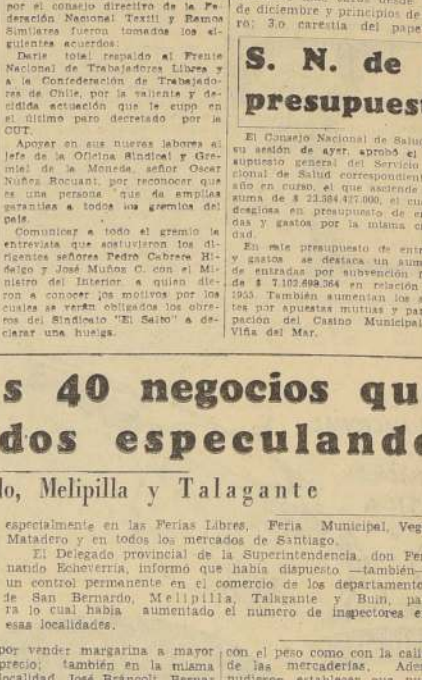 por el consejo directivo de la Fe-
deración Nacional Textil y Ramos
Similares fueron tomados los si-
guientes acuerdos:
Darle total respaldo al Frente
Nacional de Trabajadores Libres y
a la Confederación de Trabajado-
res de Chile, por la valiente y de-
cidida actuación que le cupo en
el último paro decretado por la
CUT.
Apoyar en sus nuevas labores al
jefe de la Oficina Sindical y Gre-
mial de la Moneda, señor Oscar
Núñez Rocuant, por reconocer que
es una persona que da amplias
garantías a todos los gremios del
país.
Comunicar a todo el gremio la
entrevista que sostuvieron los di-
rigentes señores Pedro Cabrera Hi-
dalgo y José Muñoz C. con el Mi-
nistro del Interior, a quien die-
ron a conocer los motivos por los
cuales se verán obligados los obre-
ros del Sindicato "El Salto" a de-
clarar una huelga.
de diciembre y principios de
ro; 3.o carestía del pape
S. N. de
presupuest
El Consejo Nacional de Salud
su sesión de ayer, aprobó el
supuesto general del Servicio
cional de Salud correspondient
año en curso, el que asciende
suma de $ 23.384.427.000, el cua
desglosa en presupuesto de e
das y gastos por la misma c
dad.
En este presupuesto de entr
y gastos se destaca un aum
de entradas por subvención f
de $ 7.102.699.364 en relación
1955. También aumentan los a
tes por apuestas mutuas y par
pación del Casino Municipal
Viña del Mar.
s 40 negocios qu
dos especulando
lo, Melipilla y Talagante
especialmente en las Ferias Libres, Feria Municipal, Veg
Matadero y en todos los mercados de Santiago.
El Delegado provincial de la Superintendencia, don Fer
nando Echeverría, informó que había dispuesto —también—
un control permanente en el comercio de los departamento
de San Bernardo, Melipilla, Talagante y Buin, pa
ra lo cual había aumentado el número de inspectores e
esas localidades.
por vender margarina a mayor
precio; también en la misma
localidad, José
con el peso como con la cali
de las mercaderías. Ade